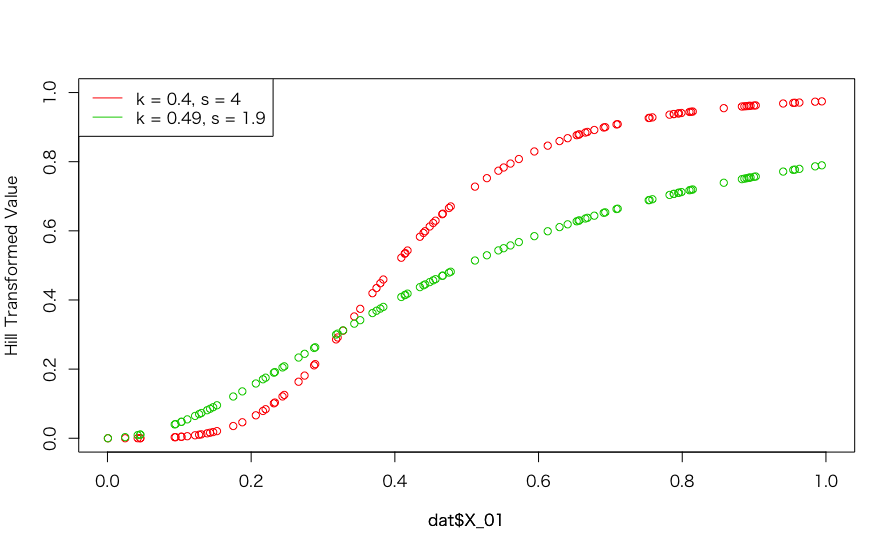 k = 0.4, s = 4
k = 0.49, s = 1.9
Hill Transformed Value
1.0
0.8
0.6
0.4
0.2
0.0
0.0 0.2 0.4 0.6 0.8 1.0
dat$X_01